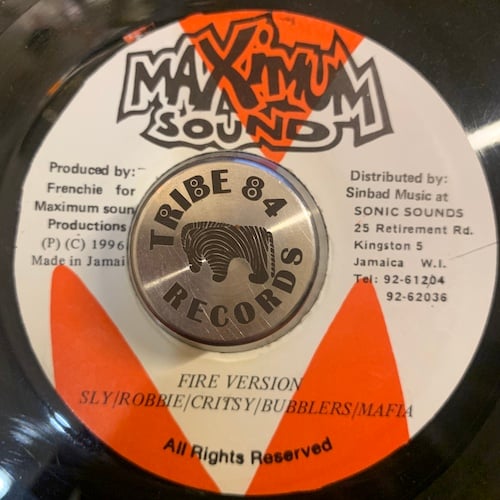 MAXIMUM
SOUND
Produced by:-
Frenchie for
Maximum soun
Productions
(P) (C) 1996
Made in Jamai
TRIBE 84
RECORDS
Distributed by:
Sinbad Music at
SONIC SOUNDS
25 Retirement Rd.
Kingston 5
Jamaica W.I.
Tel: 92-61204
92-62036
FIRE VERSION
SLY/ROBBIE/CRITSY/BUBBLERS/MAFIA
All Rights Reserved